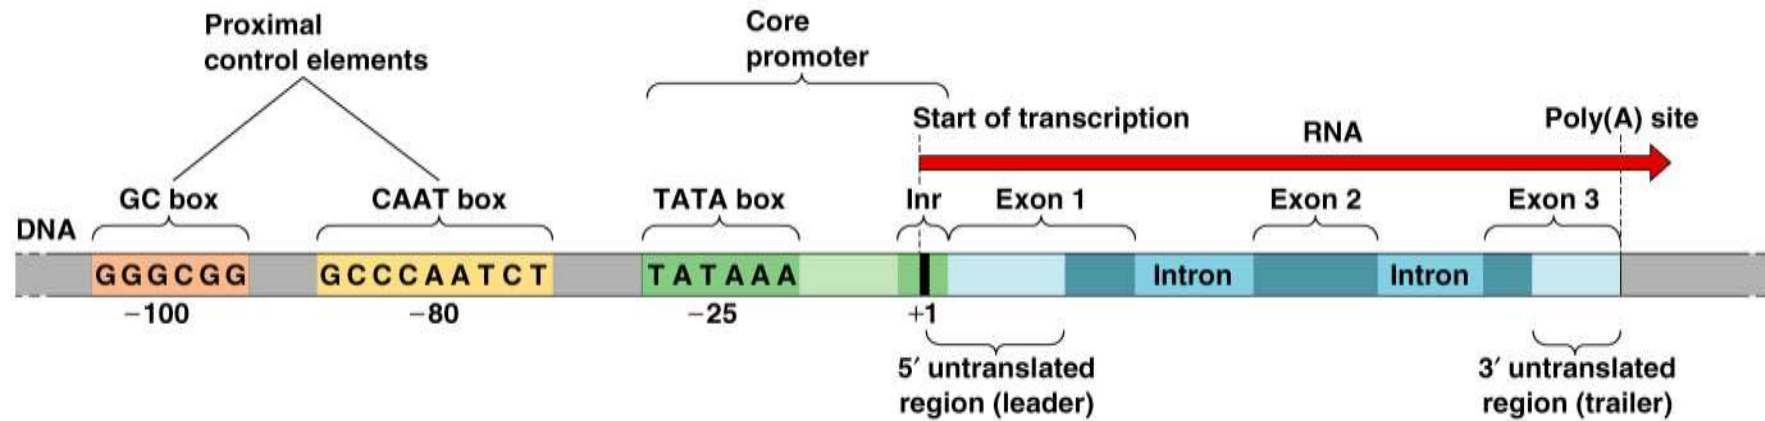 Proximal
control elements
Core
promoter
Start of transcription
RNA
Poly(A) site
GC box
CAAT box
TATA box
Inr
Exon 1
Exon 2
Exon 3
DNA
GGGCGG
GCCCAATCT
TATAAA
Intron
Intron
−100
−80
−25
+1
5′ untranslated
region (leader)
3′ untranslated
region (trailer)